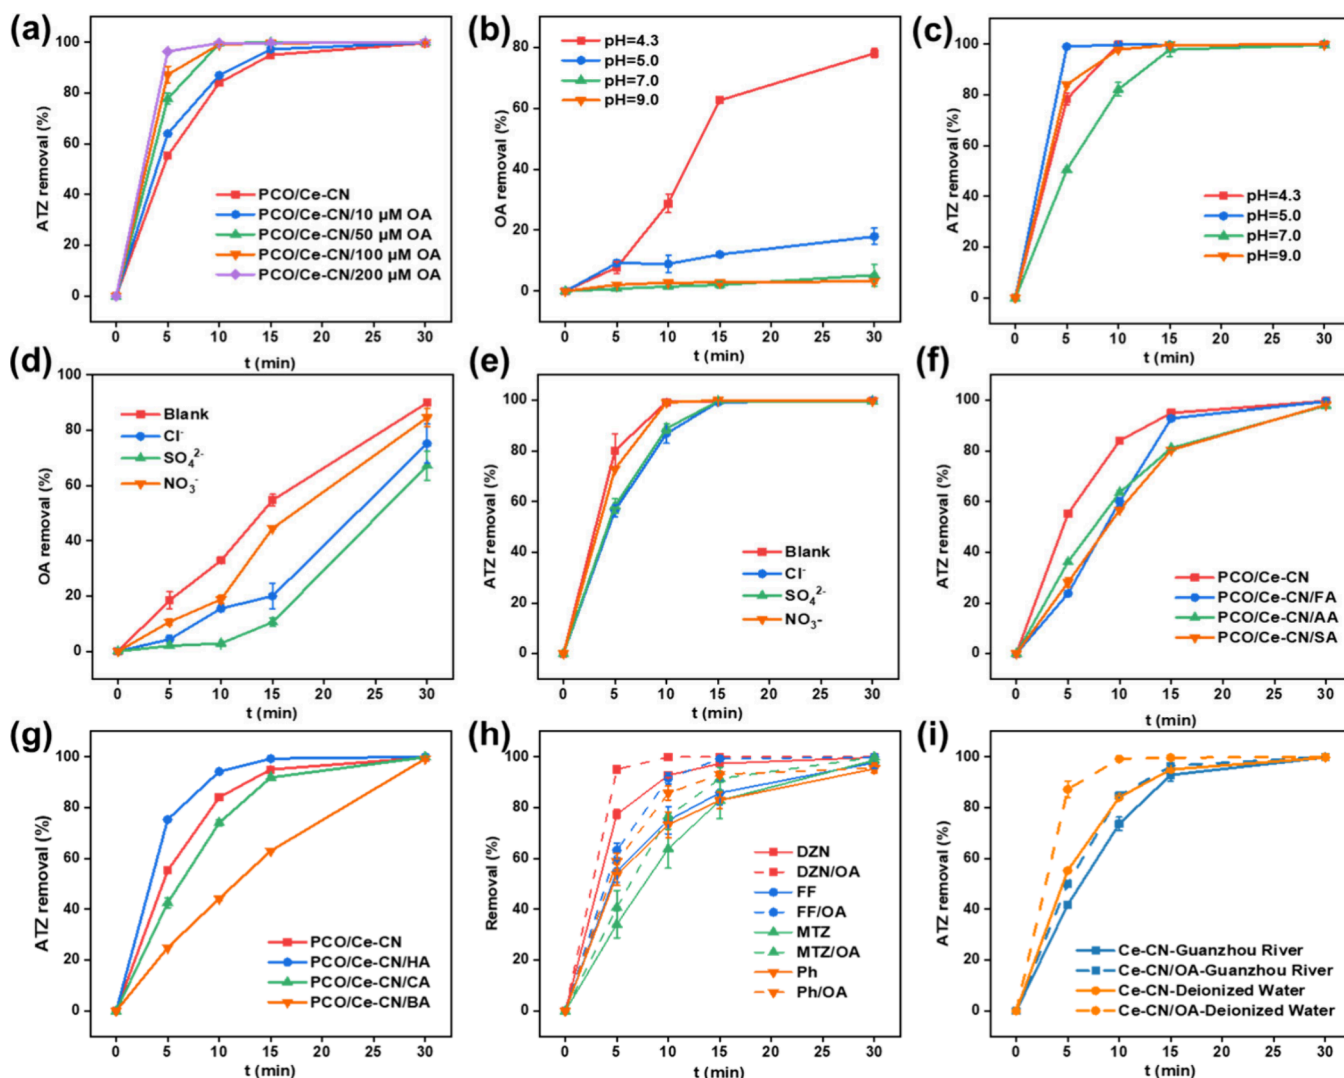 (a)
100
80
60
40
20
0
ATZ removal (%)
PCO/Ce-CN
PCO/Ce-CN/10 μM OA
PCO/Ce-CN/50 μM OA
PCO/Ce-CN/100 μM OA
PCO/Ce-CN/200 μM OA
0 5 10 15 20 25 30
t (min)
(b)
80
60
40
20
0
OA removal (%)
pH=4.3
pH=5.0
pH=7.0
pH=9.0
0 5 10 15 20 25 30
t (min)
(c)
100
80
60
40
20
0
ATZ removal (%)
pH=4.3
pH=5.0
pH=7.0
pH=9.0
0 5 10 15 20 25 30
t (min)
(d)
100
80
60
40
20
0
OA removal (%)
Blank
Cl⁻
SO₄²⁻
NO₃⁻
0 5 10 15 20 25 30
t (min)
(e)
100
80
60
40
20
0
ATZ removal (%)
Blank
Cl⁻
SO₄²⁻
NO₃-
0 5 10 15 20 25 30
t (min)
(f)
100
80
60
40
20
0
ATZ removal (%)
PCO/Ce-CN
PCO/Ce-CN/FA
PCO/Ce-CN/AA
PCO/Ce-CN/SA
0 5 10 15 20 25 30
t (min)
(g)
100
80
60
40
20
0
ATZ removal (%)
PCO/Ce-CN
PCO/Ce-CN/HA
PCO/Ce-CN/CA
PCO/Ce-CN/BA
0 5 10 15 20 25 30
t (min)
(h)
100
80
60
40
20
0
Removal (%)
DZN
DZN/OA
FF
FF/OA
MTZ
MTZ/OA
Ph
Ph/OA
0 5 10 15 20 25 30
t (min)
(i)
100
80
60
40
20
0
ATZ removal (%)
Ce-CN-Guanzhou River
Ce-CN/OA-Guanzhou River
Ce-CN-Deionized Water
Ce-CN/OA-Deionized Water
0 5 10 15 20 25 30
t (min)